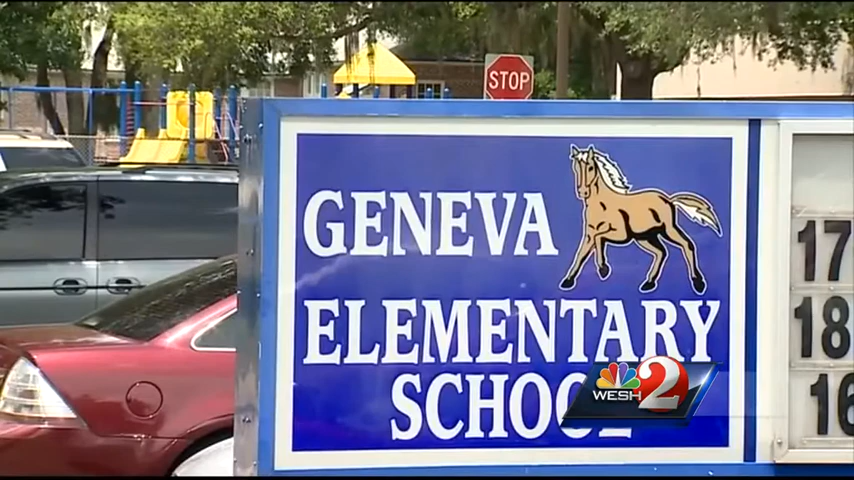 STOP
GENEVA
ELEMENTARY
SCHOOL
WESH 2
17
18
16